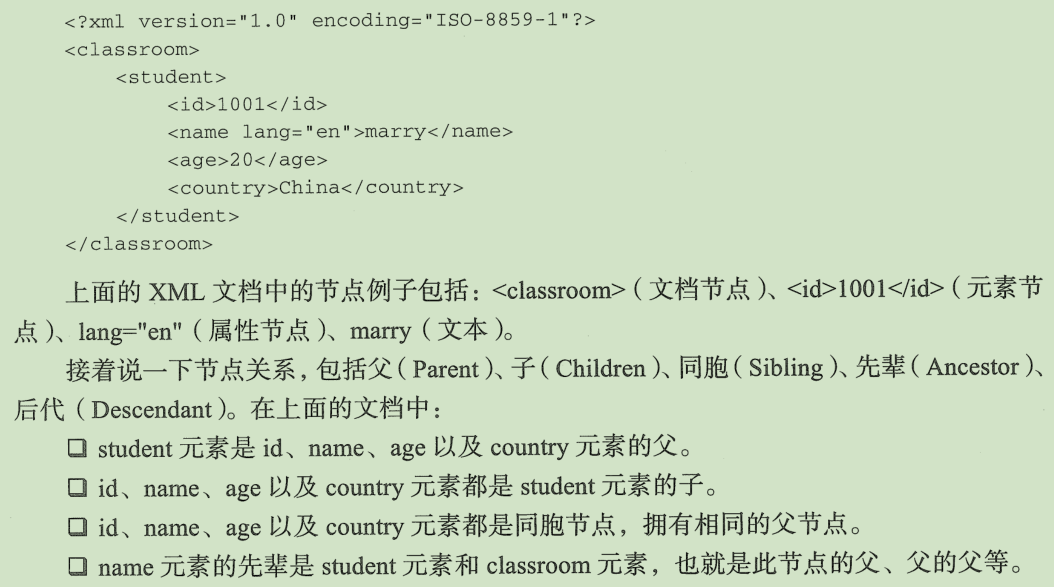 <?xml version="1.0" encoding="ISO-8859-1"?>
<classroom>
    <student>
        <id>1001</id>
        <name lang="en">marry</name>
        <age>20</age>
        <country>China</country>
    </student>
</classroom>
上面的 XML 文档中的节点例子包括：<classroom>（文档节点）、<id>1001</id>（元素节
点）、lang="en"（属性节点）、marry（文本）。
接着说一下节点关系，包括父（Parent）、子（Children）、同胞（Sibling）、先辈（Ancestor）、
后代（Descendant）。在上面的文档中：
❑ student 元素是 id、name、age 以及 country 元素的父。
❑ id、name、age 以及 country 元素都是 student 元素的子。
❑ id、name、age 以及 country 元素都是同胞节点，拥有相同的父节点。
❑ name 元素的先辈是 student 元素和 classroom 元素，也就是此节点的父、父的父等。